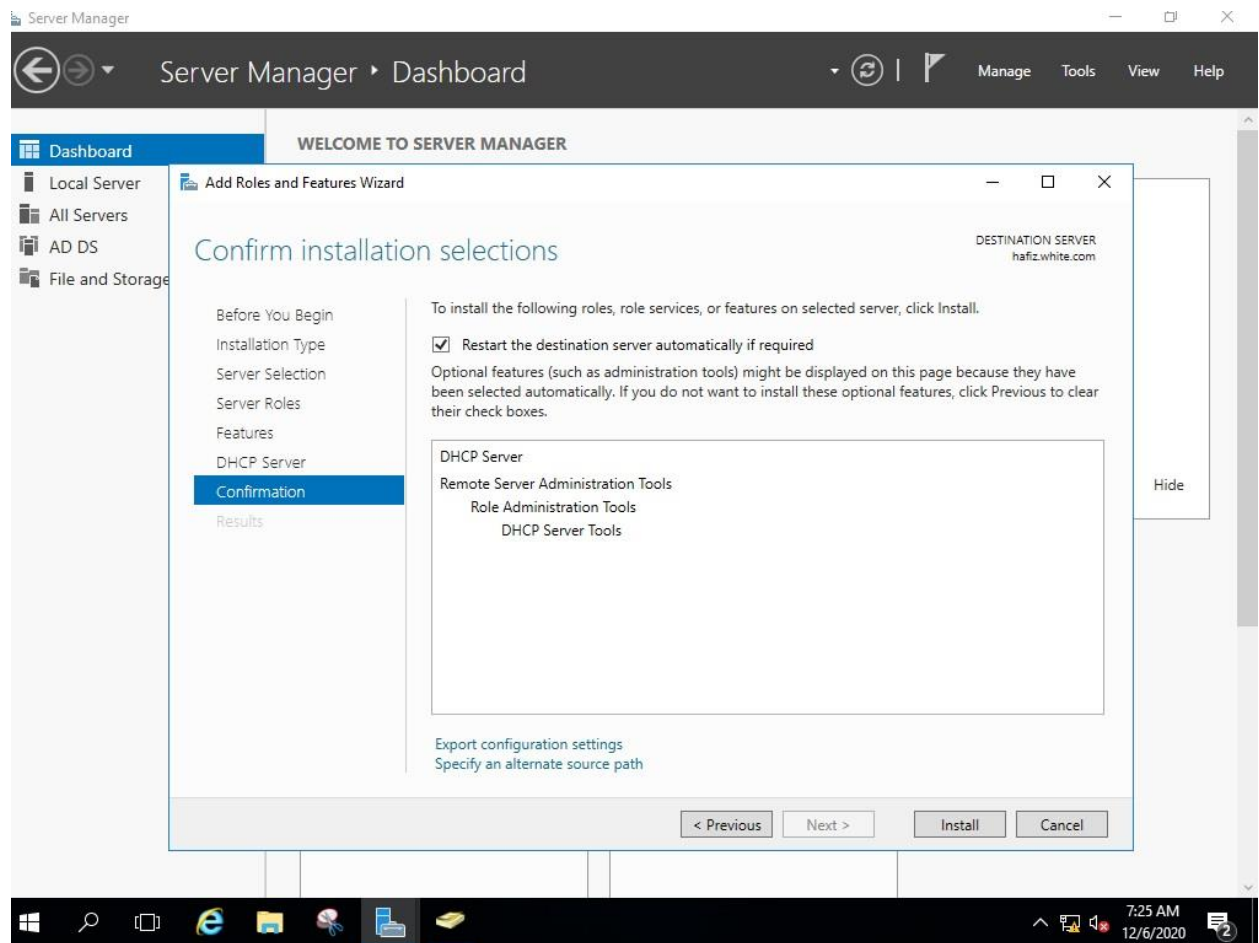 Server Manager
Server Manager ‣ Dashboard
Manage Tools View Help
Dashboard
Local Server
All Servers
AD DS
File and Storage
WELCOME TO SERVER MANAGER
Add Roles and Features Wizard
Confirm installation selections
DESTINATION SERVER
hafiz.white.com
Before You Begin
Installation Type
Server Selection
Server Roles
Features
DHCP Server
Confirmation
Results
To install the following roles, role services, or features on selected server, click Install.
Restart the destination server automatically if required
Optional features (such as administration tools) might be displayed on this page because they have
been selected automatically. If you do not want to install these optional features, click Previous to clear
their check boxes.
DHCP Server
Remote Server Administration Tools
Role Administration Tools
DHCP Server Tools
Export configuration settings
Specify an alternate source path
< Previous Next > Install Cancel
Hide
7:25 AM
12/6/2020
2